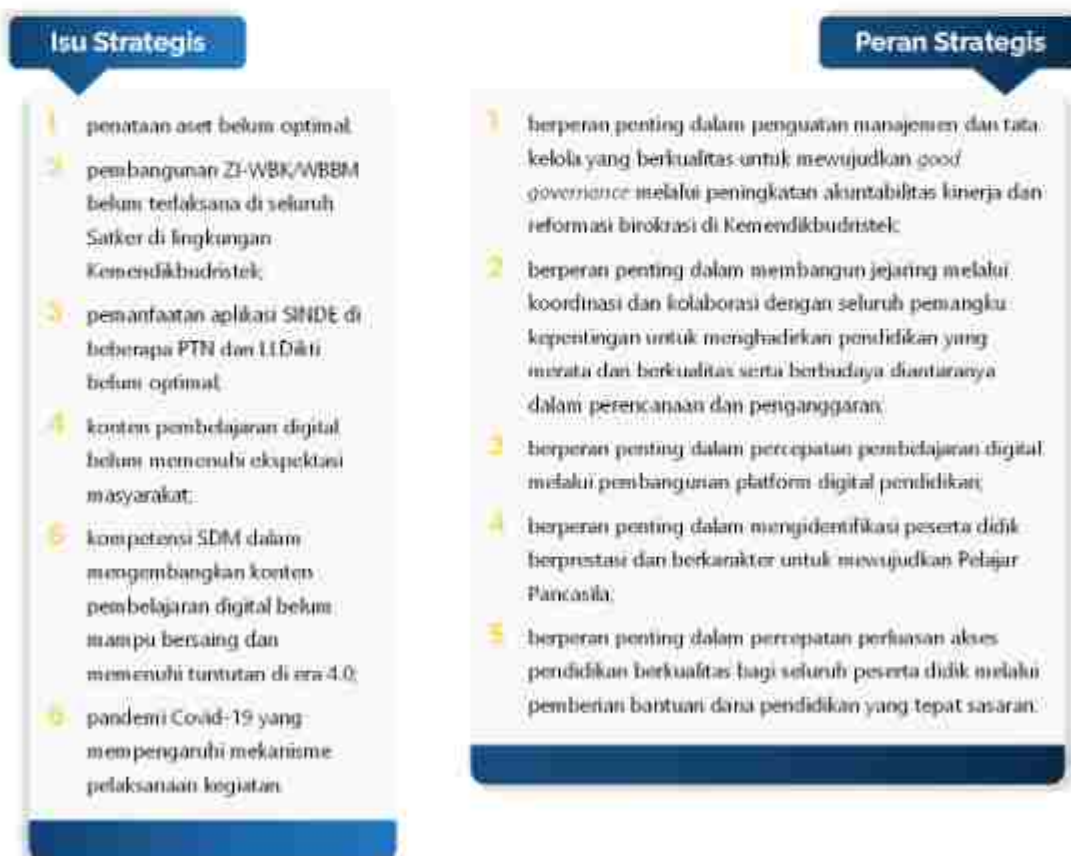 Isu Strategis
1 penataan aset belum optimal.
2 pembangunan ZI-WBK/WBBM
belum terlaksana di seluruh
Satker di lingkungan
Kemendikbudristek;
3 pemanfaatan aplikasi SINDE di
beberapa PTN dan LLDikti
belum optimal.
4 konten pembelajaran digital
belum memenuhi ekspektasi
masyarakat;
5 kompetensi SDM dalam
mengembangkan konten
pembelajaran digital belum
mampu bersaing dan
memenuhi tuntutan di era 4.0;
6 pandemi Covid-19 yang
mempengaruhi mekanisme
pelaksanaan kegiatan.
Peran Strategis
1 berperan penting dalam penguatan manajemen dan tata
kelola yang berkualitas untuk mewujudkan good
governance melalui peningkatan akuntabilitas kinerja dan
reformasi birokrasi di Kemendikbudristek;
2 berperan penting dalam membangun jejaring melalui
koordinasi dan kolaborasi dengan seluruh pemangku
kepentingan untuk menghadirkan pendidikan yang
merata dan berkualitas serta berbudaya diantaranya
dalam perencanaan dan penganggaran;
3 berperan penting dalam percepatan pembelajaran digital
melalui pembangunan platform digital pendidikan;
4 berperan penting dalam mengidentifikasi peserta didik
berprestasi dan berkarakter untuk mewujudkan Pelajar
Pancasila;
5 berperan penting dalam percepatan perluasan akses
pendidikan berkualitas bagi seluruh peserta didik melalui
pemberian bantuan dana pendidikan yang tepat sasaran.